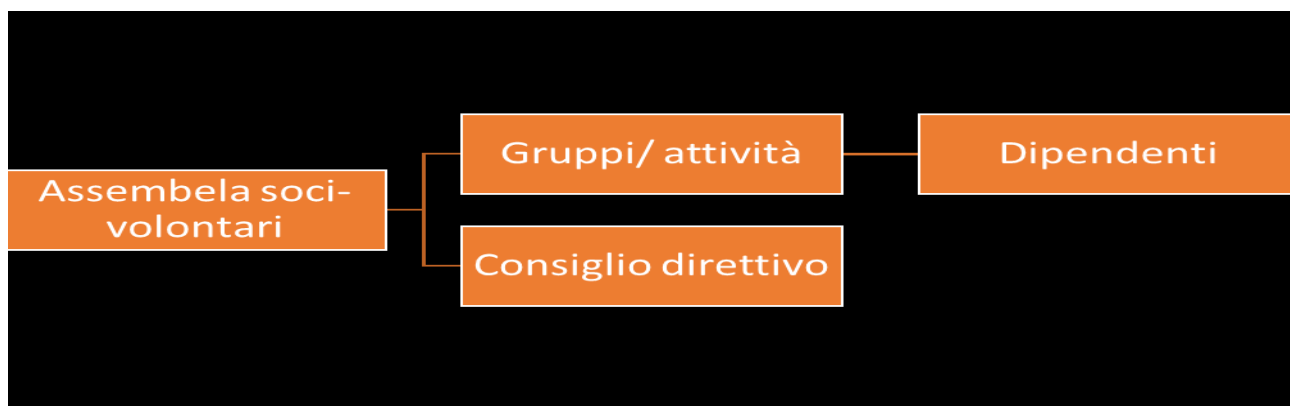 Gruppi/ attività
Dipendenti
Assembela soci-
volontari
Consiglio direttivo